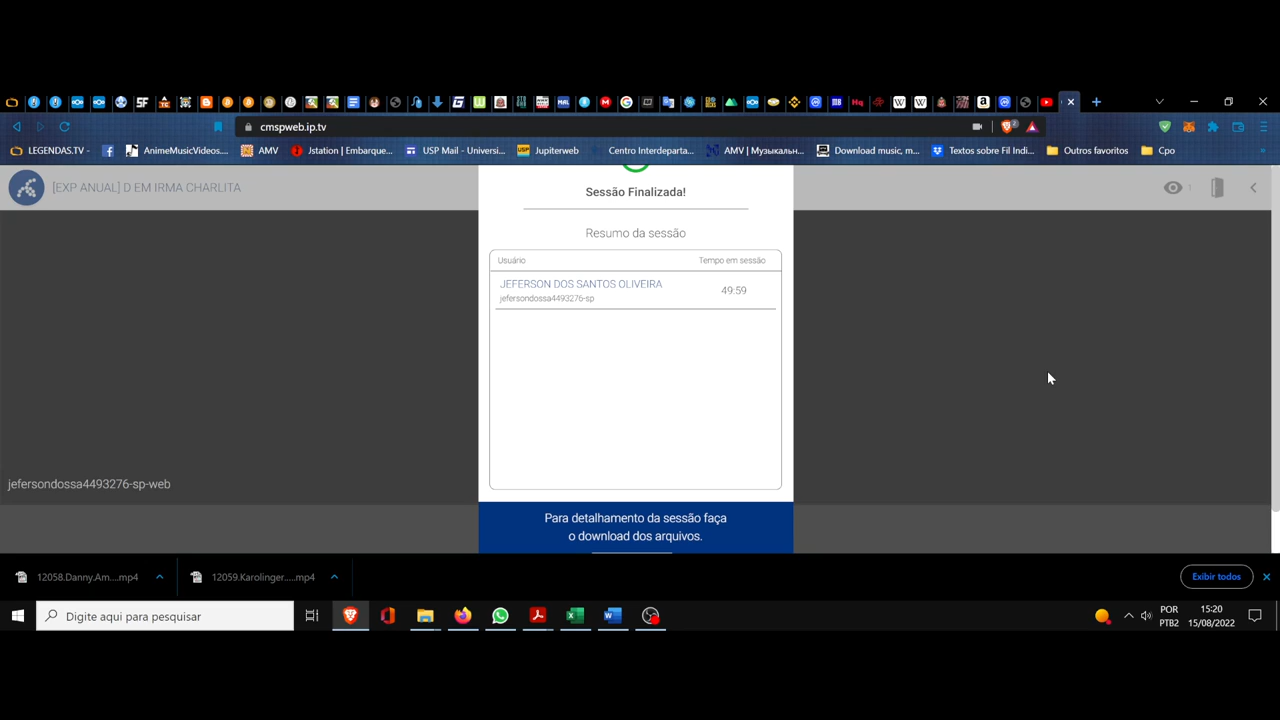 cmspweb.ip.tv
2
LEGENDAS.TV -
AnimeMusicVideos....
AMV
Jstation | Embarque...
USP Mail - Universi...
Jupiterweb
Centro Interdeparta...
AMV | Музыкальн...
Download music, m...
Textos sobre Fil Indi...
Outros favoritos
Cpo
[EXP ANUAL] D EM IRMA CHARLITA
1
Sessão Finalizada!
Resumo da sessão
Usuário
Tempo em sessão
JEFERSON DOS SANTOS OLIVEIRA
jefersondossa4493276-sp
49:59
jefersondossa4493276-sp-web
Para detalhamento da sessão faça
o download dos arquivos.
12058.Danny.Am....mp4
12059.Karolinger.....mp4
Exibir todos
Digite aqui para pesquisar
POR
PTB2
15:20
15/08/2022